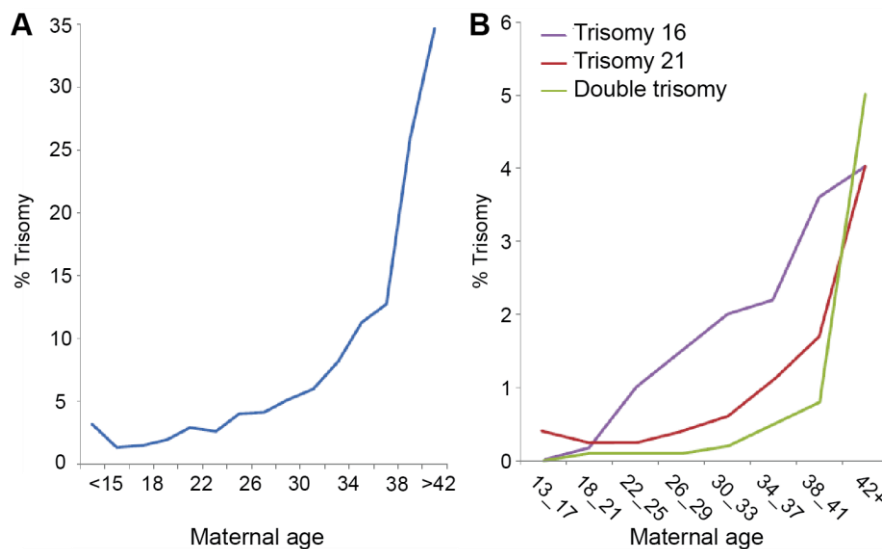 A
35
30
25
20
15
10
5
0
% Trisomy
<15 18 22 26 30 34 38 >42
Maternal age
B
6
5
4
3
2
1
0
% Trisomy
Trisomy 16
Trisomy 21
Double trisomy
13_17 18_21 22_25 26_29 30_33 34_37 38_41 42+
Maternal age